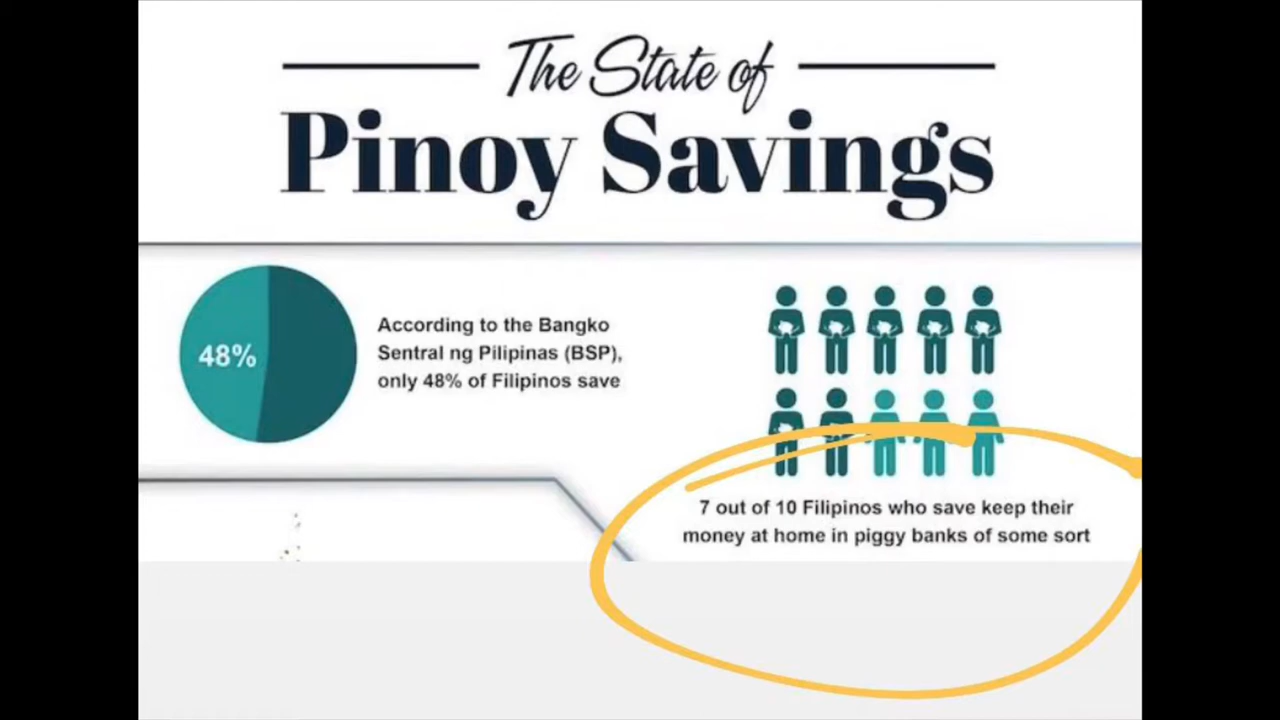 The State of
Pinoy Savings
48%
According to the Bangko
Sentral ng Pilipinas (BSP),
only 48% of Filipinos save
7 out of 10 Filipinos who save keep their
money at home in piggy banks of some sort